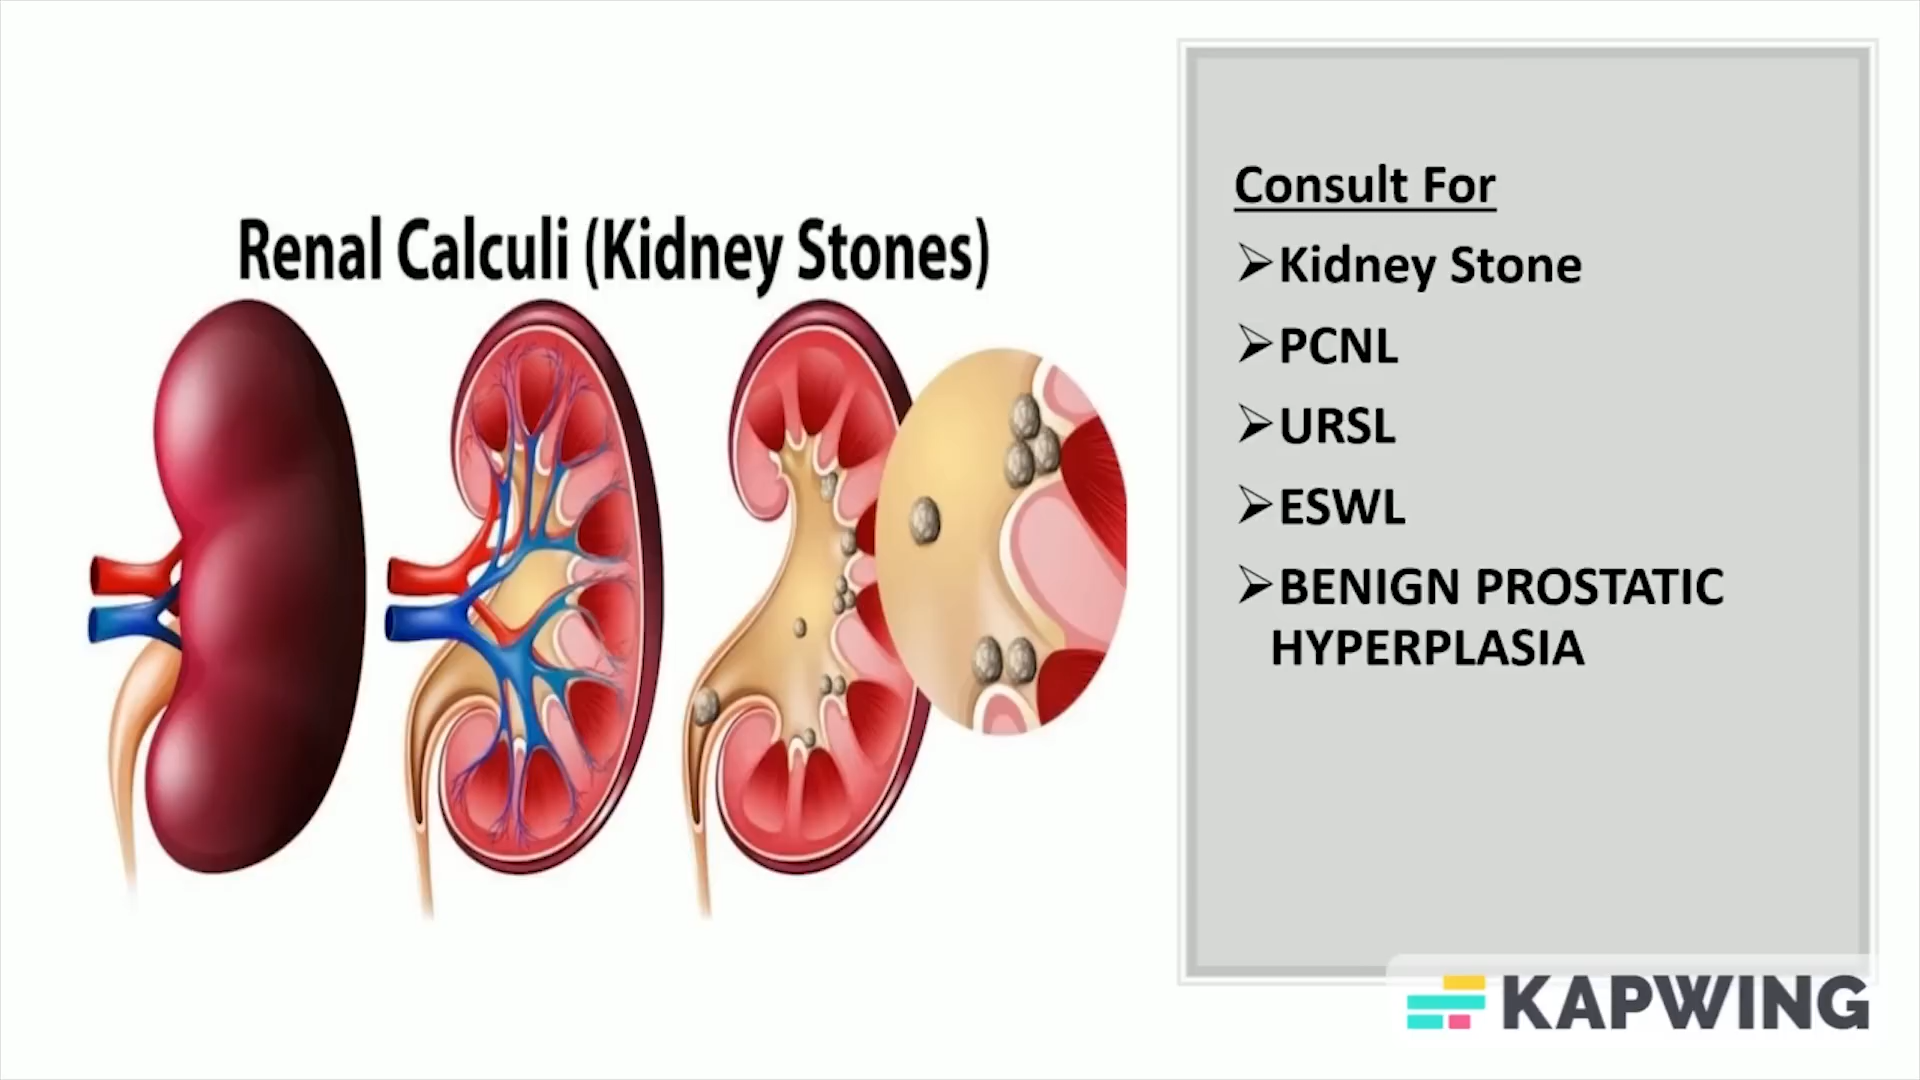 Renal Calculi (Kidney Stones)
Consult For
➢Kidney Stone
➢PCNL
➢URSL
➢ESWL
➢BENIGN PROSTATIC
HYPERPLASIA
KAPWING